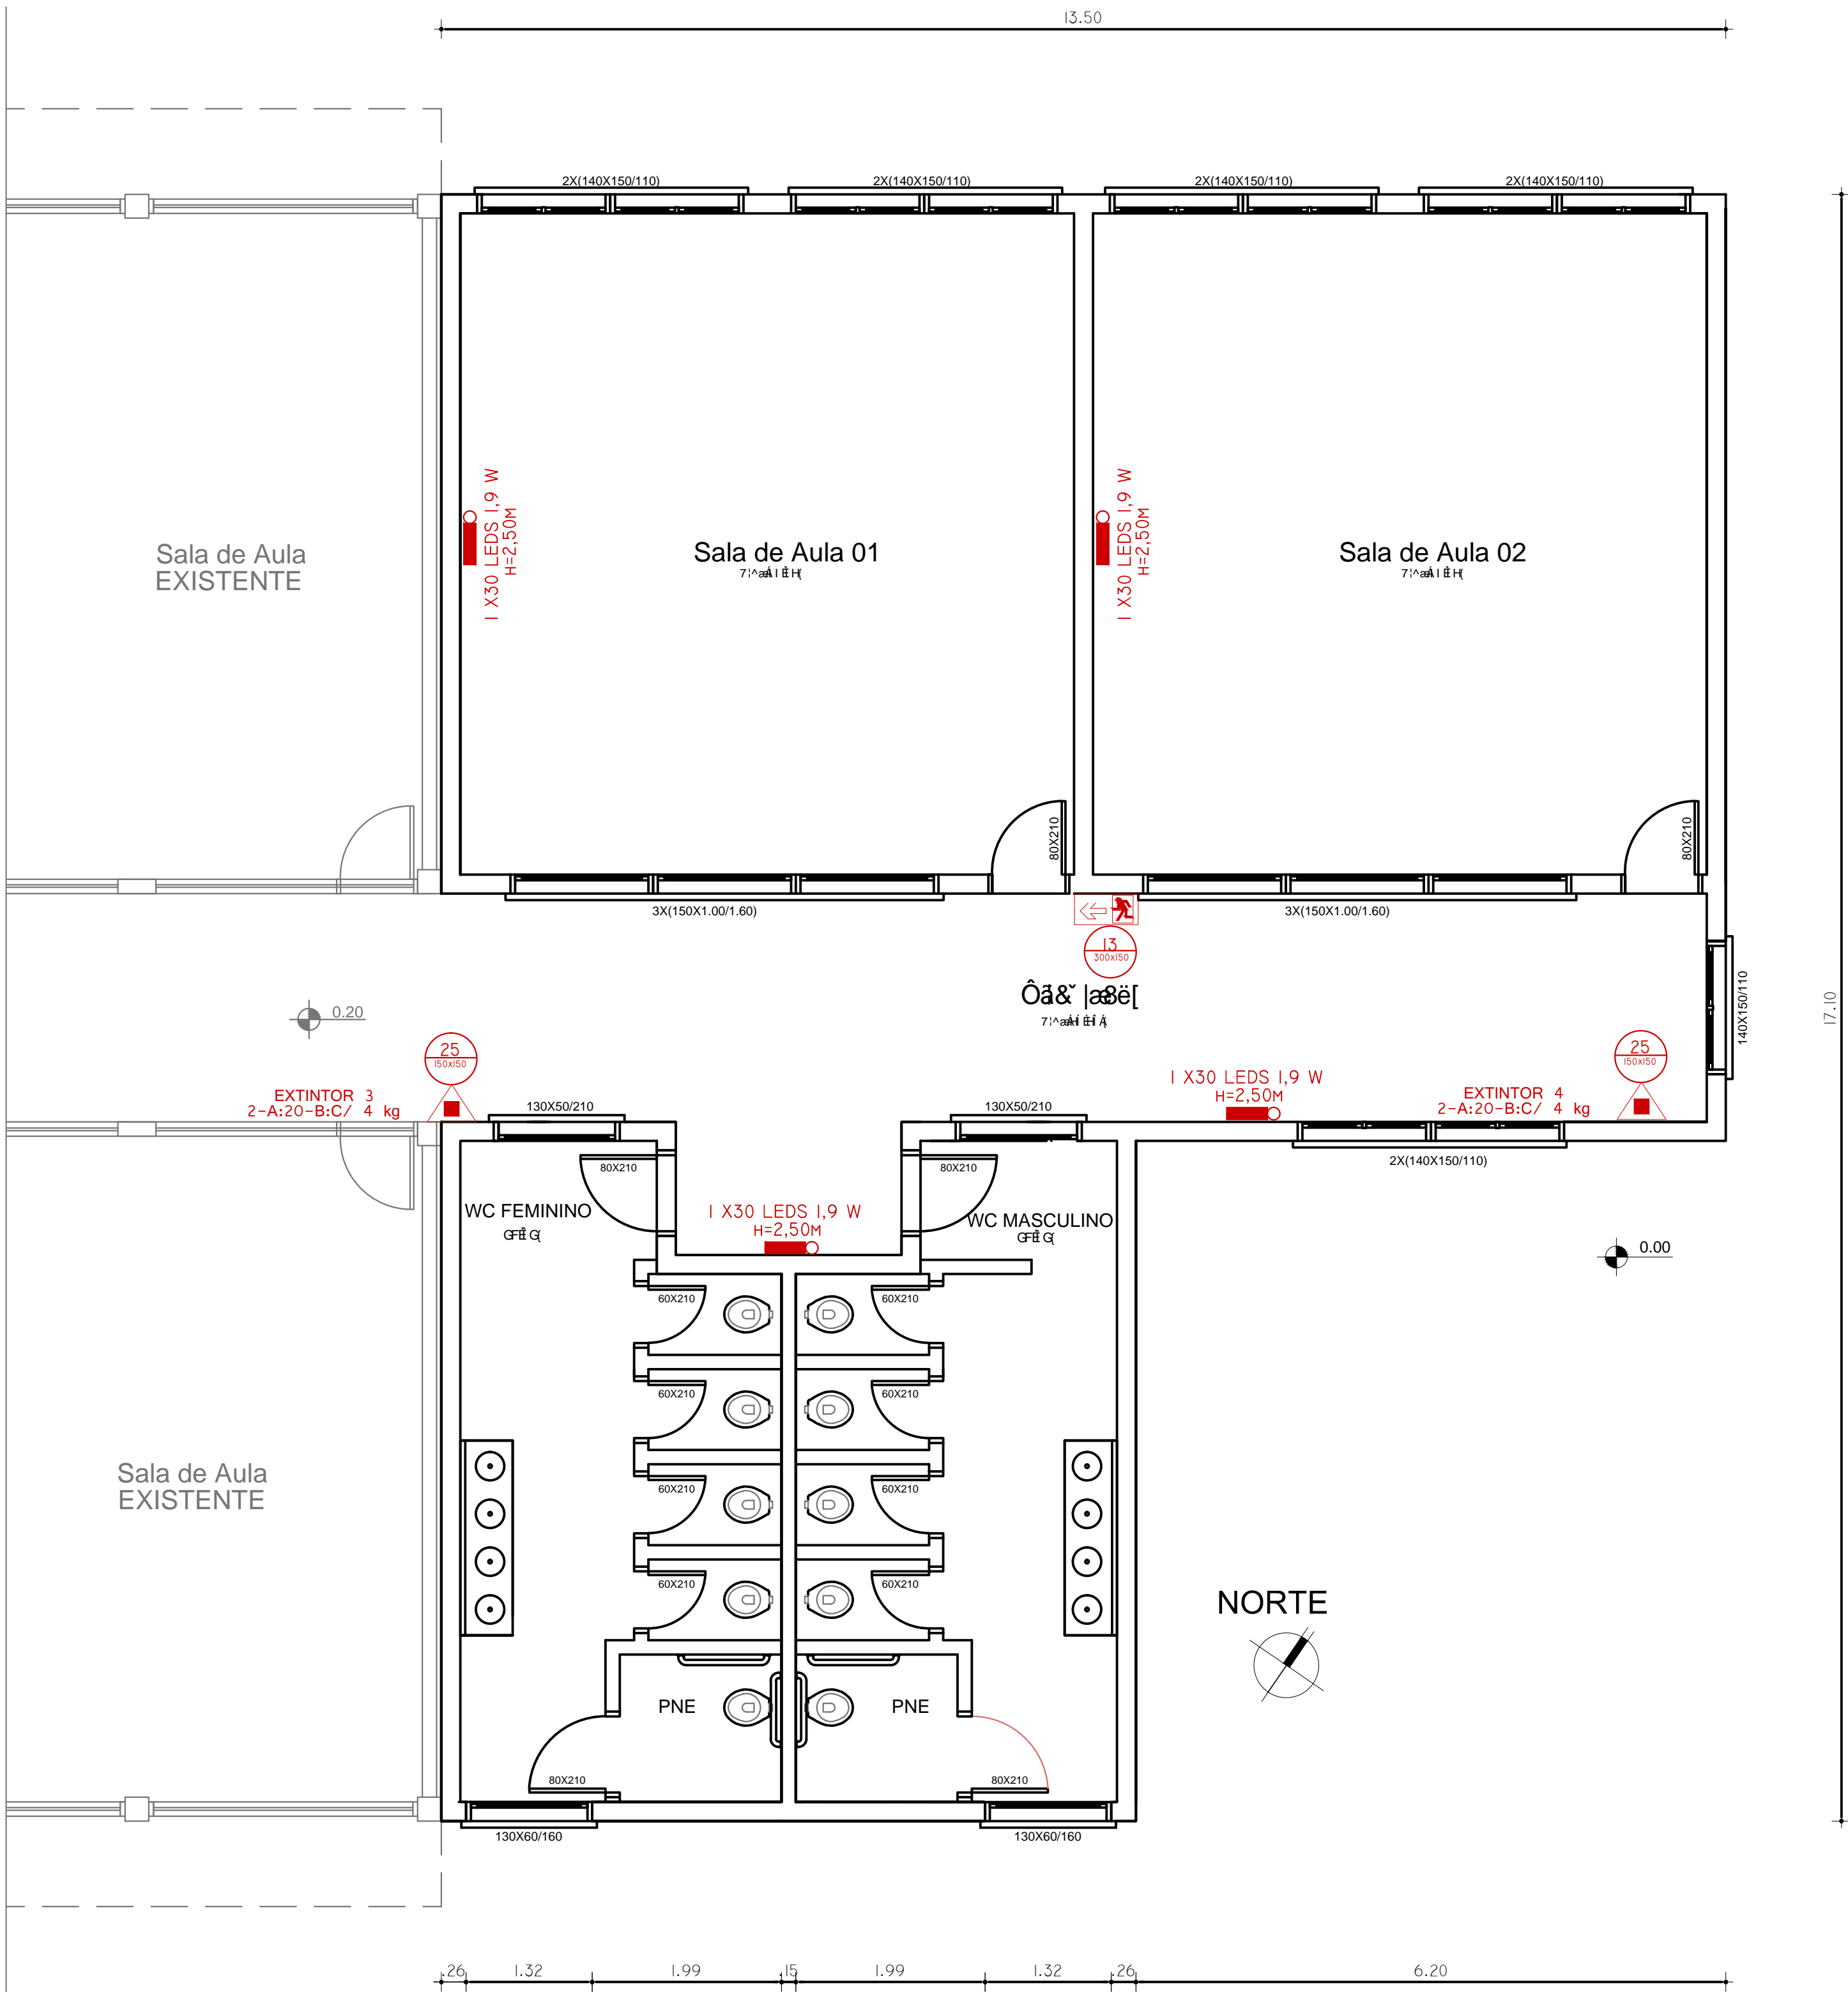 13.50
2X(140X150/110)
2X(140X150/110)
2X(140X150/110)
2X(140X150/110)
1 X30 LEDS 1,9 W
H=2,50M
1 X30 LEDS 1,9 W
H=2,50M
Sala de Aula
EXISTENTE
Sala de Aula 01
Sala de Aula 02
80X210
80X210
3X(150X1.00/1.60)
3X(150X1.00/1.60)
13
300x150
140X150/110
17.10
0.20
25
150x150
25
150x150
EXTINTOR 3
2-A:20-B:C/ 4 kg
1 X30 LEDS 1,9 W
H=2,50M
EXTINTOR 4
2-A:20-B:C/ 4 kg
130X50/210
130X50/210
2X(140X150/110)
80X210
80X210
WC FEMININO
1 X30 LEDS 1,9 W
H=2,50M
WC MASCULINO
0.00
60X210
60X210
60X210
60X210
Sala de Aula
EXISTENTE
60X210
60X210
60X210
60X210
NORTE
PNE
PNE
80X210
80X210
130X60/160
130X60/160
.26
1.32
1.99
.15
1.99
1.32
.26
6.20